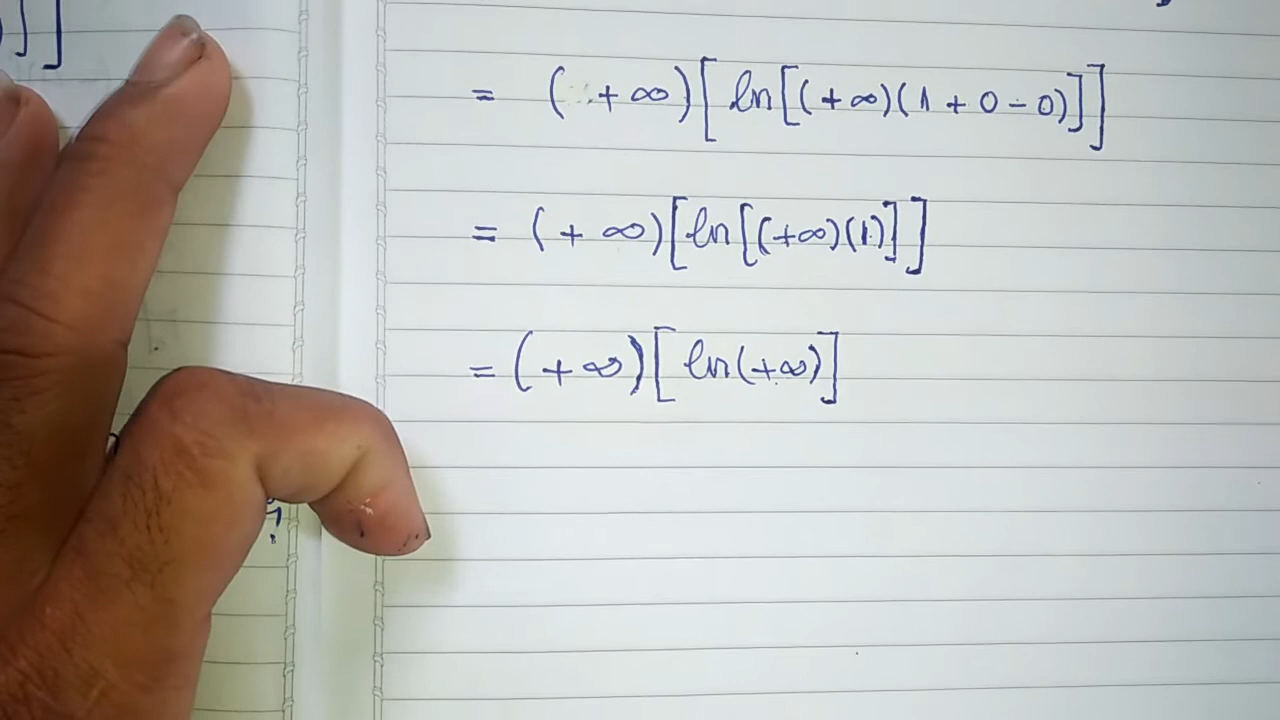 ]]
= (+∞)[ln[(+∞)(1+0-0)]]
= (+∞)[ln[(+∞)(1)]]
= (+∞)[ln(+∞)]